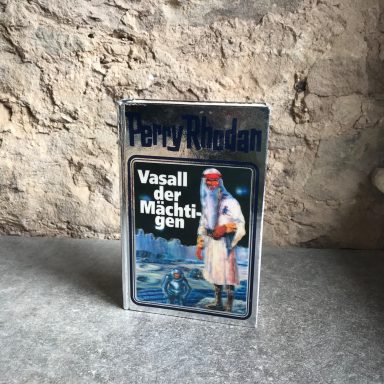 Perry Rhodan
Vasall
der
Mächti-
gen